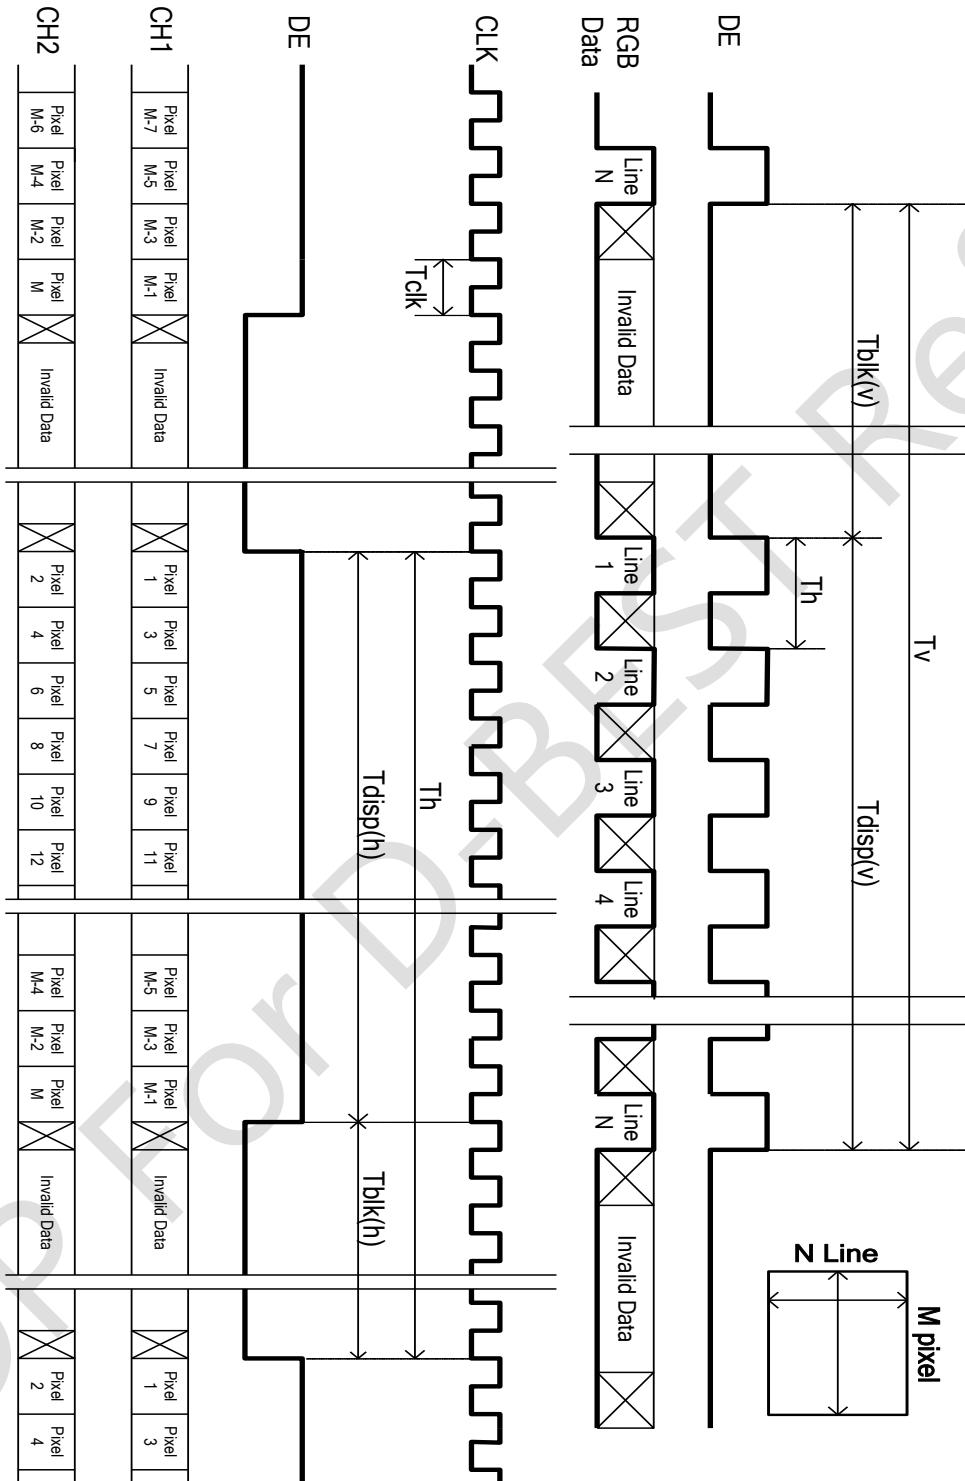 DE
Tv
Tblk(v)
Tdisp(v)
Th
N Line
M pixel
RGB
Data
Line
N
Invalid Data
Line
1
Line
2
Line
3
Line
4
Line
N
Invalid Data
CLK
Tclk
Th
DE
Tdisp(h)
Tblk(h)
CH1
Pixel
M-7
Pixel
M-5
Pixel
M-3
Pixel
M-1
Invalid Data
Pixel
1
Pixel
3
Pixel
5
Pixel
7
Pixel
9
Pixel
11
Pixel
M-5
Pixel
M-3
Pixel
M-1
Invalid Data
Pixel
1
Pixel
3
CH2
Pixel
M-6
Pixel
M-4
Pixel
M-2
Pixel
M
Invalid Data
Pixel
2
Pixel
4
Pixel
6
Pixel
8
Pixel
10
Pixel
12
Pixel
M-4
Pixel
M-2
Pixel
M
Invalid Data
Pixel
2
Pixel
4
For D-BEST